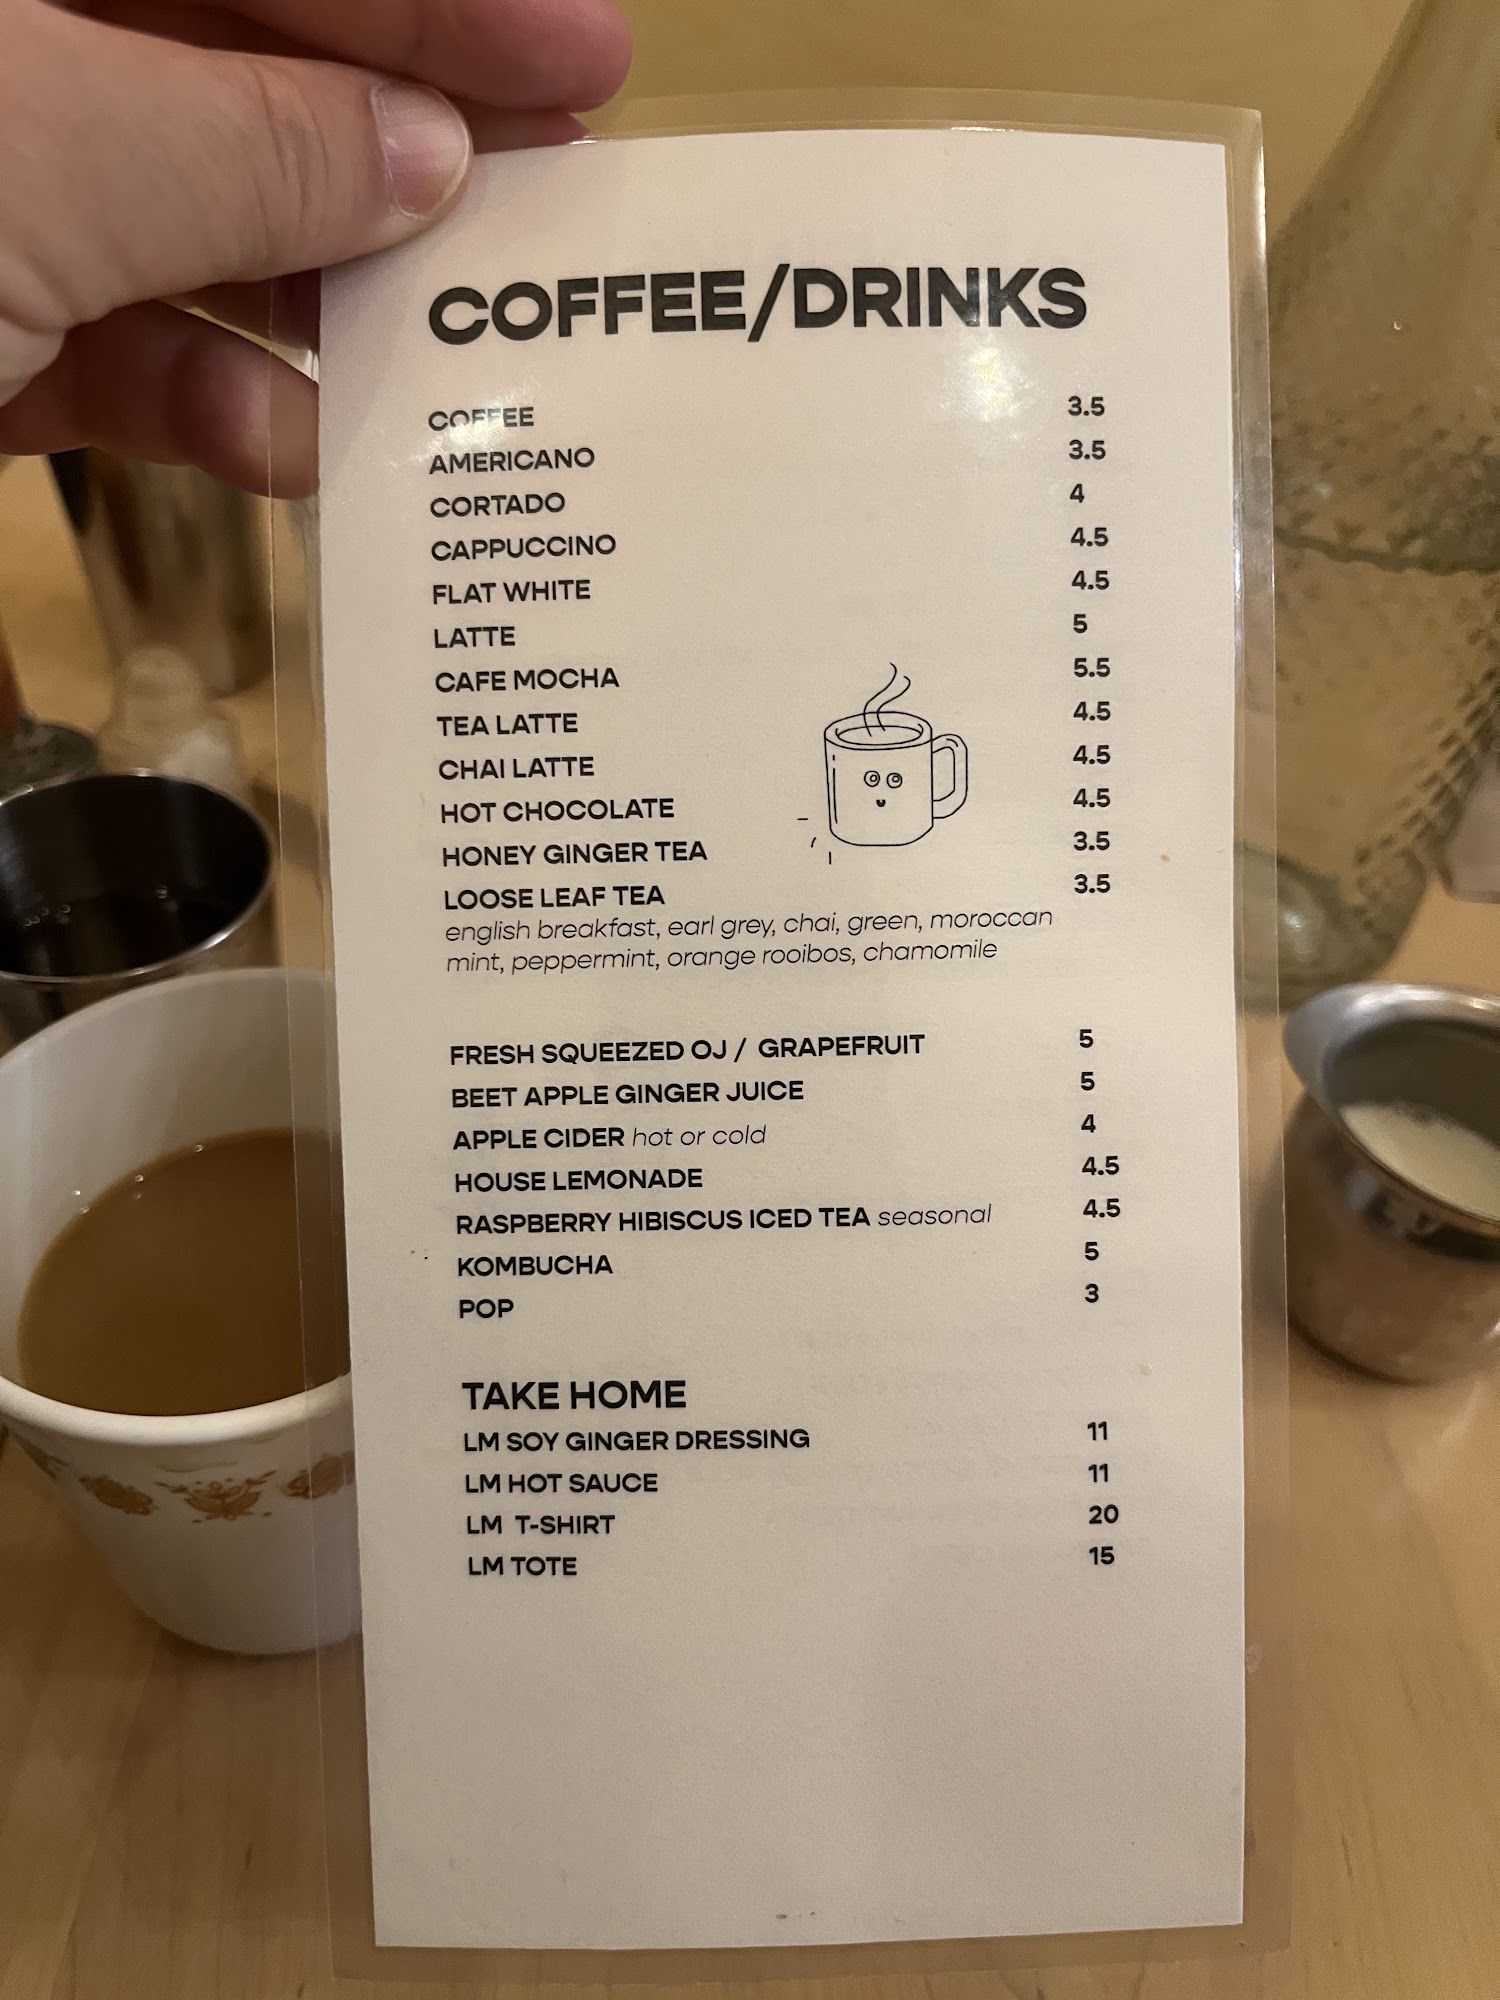 COFFEE/DRINKS
COFFEE 3.5
AMERICANO 3.5
CORTADO 4
CAPPUCCINO 4.5
FLAT WHITE 4.5
LATTE 5
CAFE MOCHA 5.5
TEA LATTE 4.5
CHAI LATTE 4.5
HOT CHOCOLATE 4.5
HONEY GINGER TEA 3.5
LOOSE LEAF TEA 3.5
english breakfast, earl grey, chai, green, moroccan
mint, peppermint, orange rooibos, chamomile
FRESH SQUEEZED OJ / GRAPEFRUIT 5
BEET APPLE GINGER JUICE 5
APPLE CIDER hot or cold 4
HOUSE LEMONADE 4.5
RASPBERRY HIBISCUS ICED TEA seasonal 4.5
KOMBUCHA 5
POP 3
TAKE HOME
LM SOY GINGER DRESSING 11
LM HOT SAUCE 11
LM T-SHIRT 20
LM TOTE 15